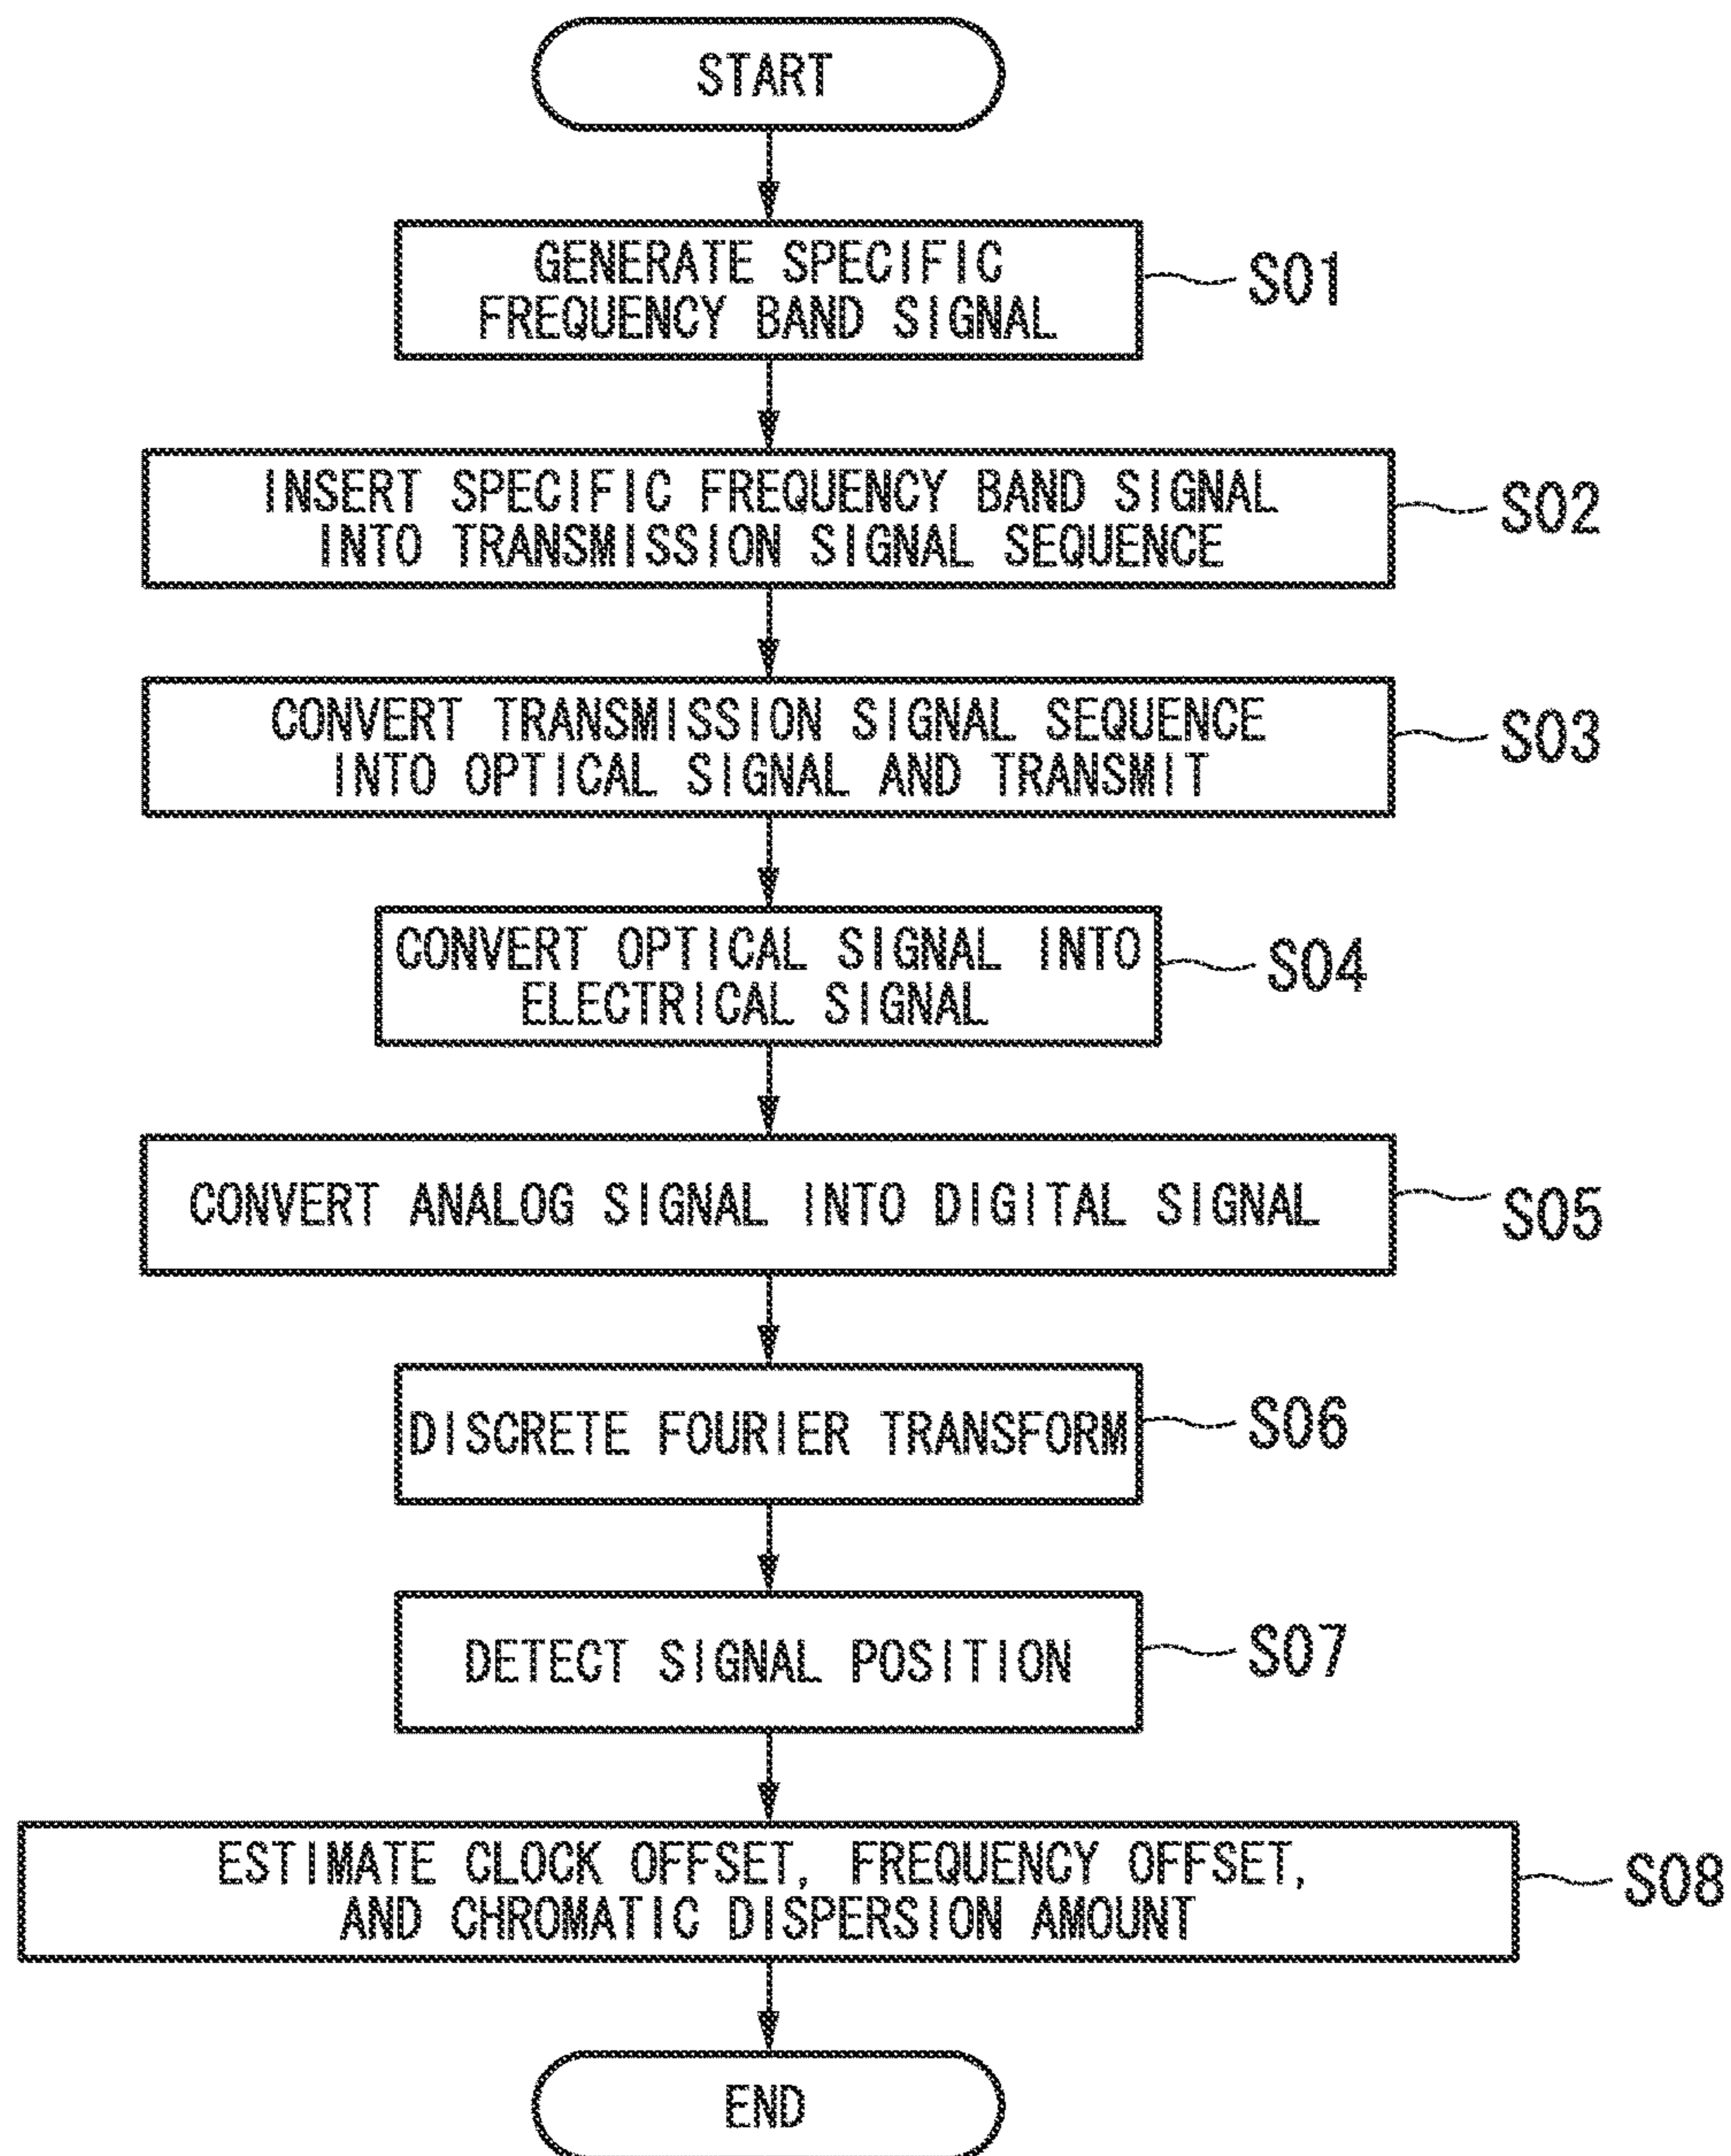 START
GENERATE SPECIFIC
FREQUENCY BAND SIGNAL
S01
INSERT SPECIFIC FREQUENCY BAND SIGNAL
INTO TRANSMISSION SIGNAL SEQUENCE
S02
CONVERT TRANSMISSION SIGNAL SEQUENCE
INTO OPTICAL SIGNAL AND TRANSMIT
S03
CONVERT OPTICAL SIGNAL INTO
ELECTRICAL SIGNAL
S04
CONVERT ANALOG SIGNAL INTO DIGITAL SIGNAL
S05
DISCRETE FOURIER TRANSFORM
S06
DETECT SIGNAL POSITION
S07
ESTIMATE CLOCK OFFSET, FREQUENCY OFFSET,
AND CHROMATIC DISPERSION AMOUNT
S08
END